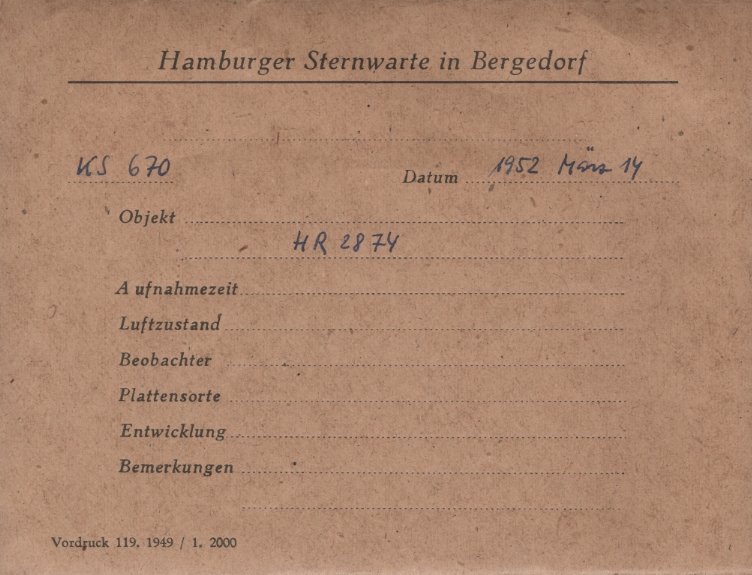 Hamburger Sternwarte in Bergedorf
KS 670 Datum 1952 März 14
Objekt
HR 2874
Aufnahmezeit
Luftzustand
Beobachter
Plattensorte
Entwicklung
Bemerkungen
Vordruck 119. 1949 / 1. 2000